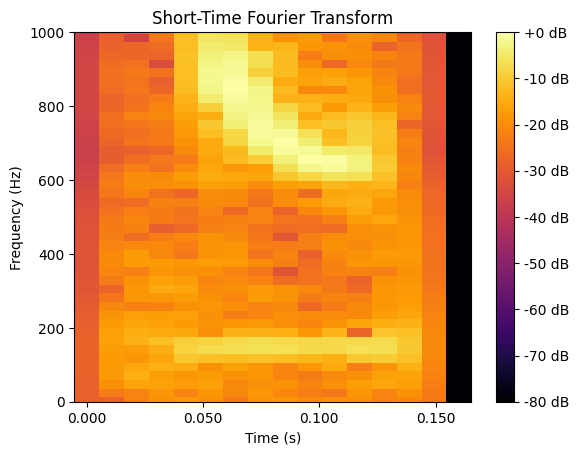 Short-Time Fourier Transform
1000
800
600
400
200
0
Frequency (Hz)
0.000
0.050
0.100
0.150
Time (s)
+0 dB
-10 dB
-20 dB
-30 dB
-40 dB
-50 dB
-60 dB
-70 dB
-80 dB